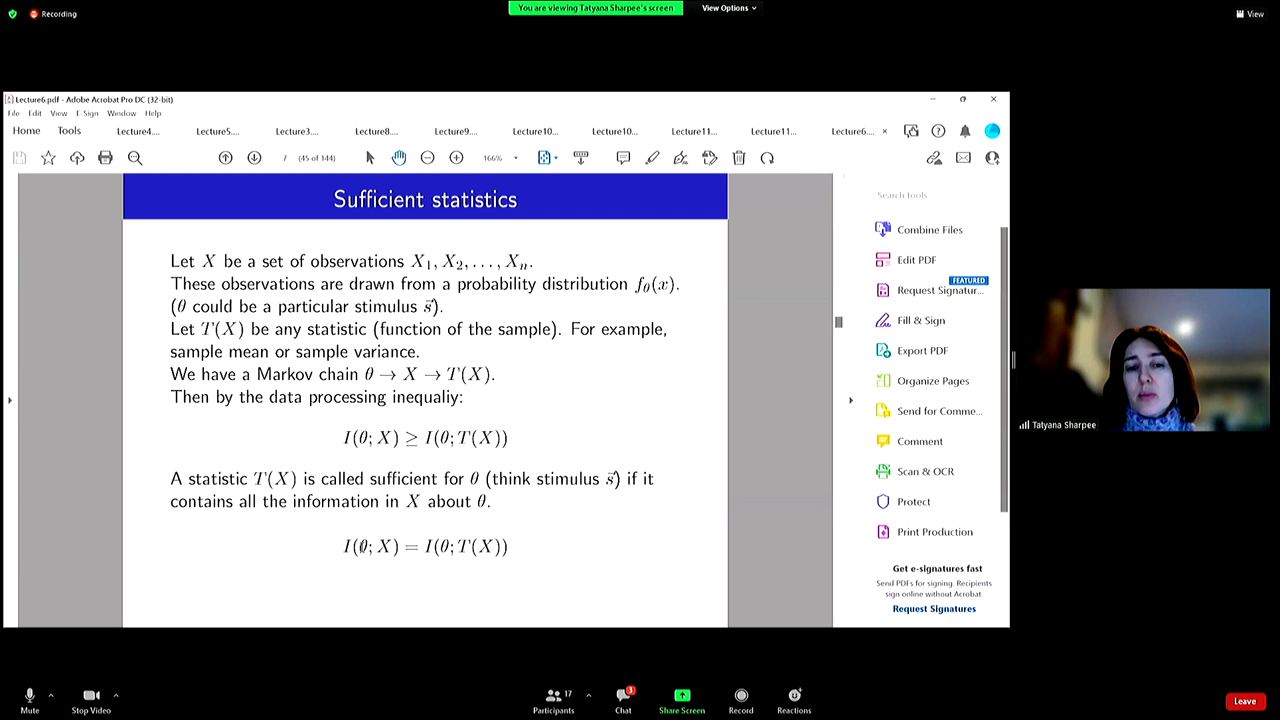 Recording
You are viewing Tatyana Sharpee's screen
View Options
View
Lecture6.pdf - Adobe Acrobat Pro DC (32-bit)
File Edit View E-Sign Window Help
Home Tools Lecture4.... Lecture5.... Lecture3.... Lecture8.... Lecture9.... Lecture10... Lecture10... Lecture11... Lecture11... Lecture6....
7 (45 of 144) 166%
Sufficient statistics
Let X be a set of observations X₁, X₂, . . . , Xₙ.
These observations are drawn from a probability distribution f_θ(x).
(θ could be a particular stimulus s⃗).
Let T(X) be any statistic (function of the sample). For example,
sample mean or sample variance.
We have a Markov chain θ → X → T(X).
Then by the data processing inequaliy:
I(θ; X) ≥ I(θ; T(X))
A statistic T(X) is called sufficient for θ (think stimulus s⃗) if it
contains all the information in X about θ.
I(θ; X) = I(θ; T(X))
Search tools
Combine Files
Edit PDF
FEATURED
Request Signatur...
Fill & Sign
Export PDF
Organize Pages
Send for Comme...
Comment
Scan & OCR
Protect
Print Production
Get e-signatures fast
Send PDFs for signing. Recipients
sign online without Acrobat.
Request Signatures
Tatyana Sharpee
Mute
Stop Video
17
Participants
3
Chat
Share Screen
Record
Reactions
Leave